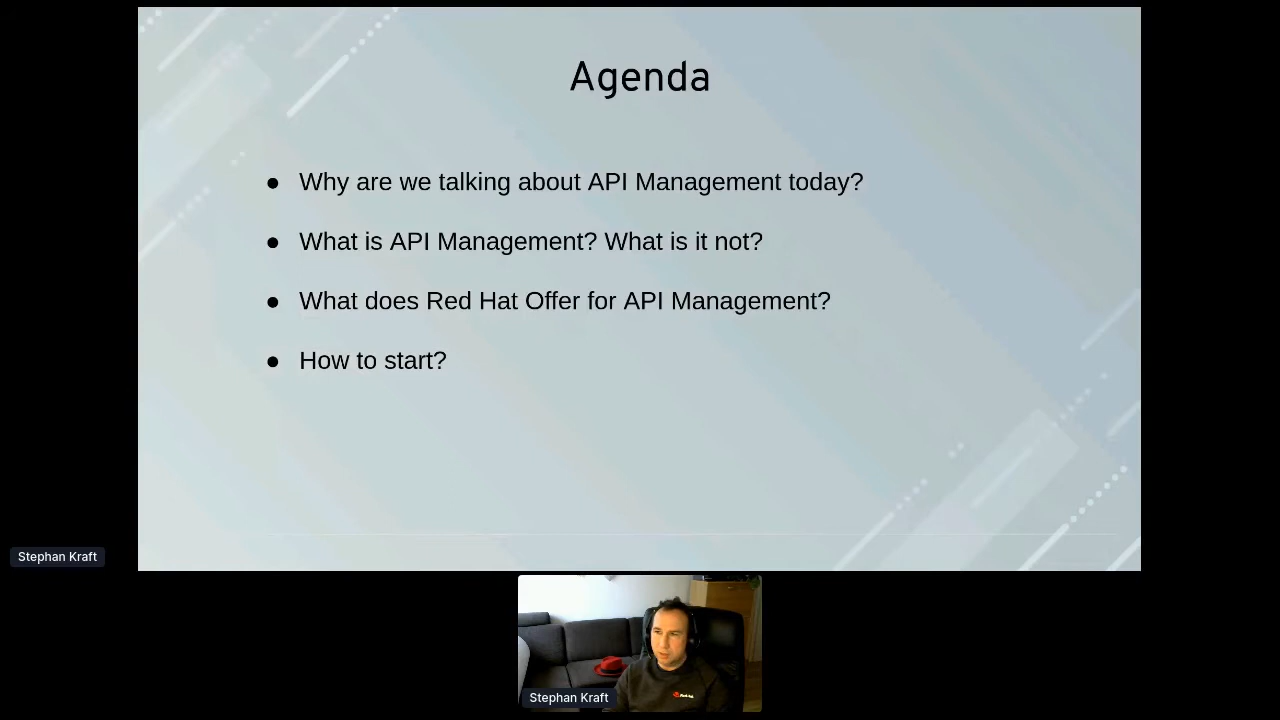 Agenda
● Why are we talking about API Management today?
● What is API Management? What is it not?
● What does Red Hat Offer for API Management?
● How to start?
Stephan Kraft
Stephan Kraft